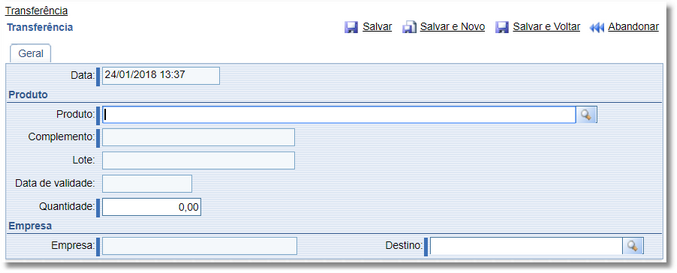 Transferência
Transferência Salvar Salvar e Novo Salvar e Voltar Abandonar
Geral
Data: 24/01/2018 13:37
Produto
Produto:
Complemento:
Lote:
Data de validade:
Quantidade: 0,00
Empresa
Empresa: Destino: